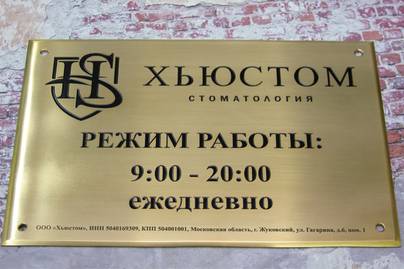 HS
ХЬЮСТОМ
СТОМАТОЛОГИЯ
РЕЖИМ РАБОТЫ:
9:00 - 20:00
ежедневно
ООО «Хьюстом», ИНН 5040169309, КПП 504001001, Московская область, г. Жуковский, ул. Гагарина, д.6, пом. 1